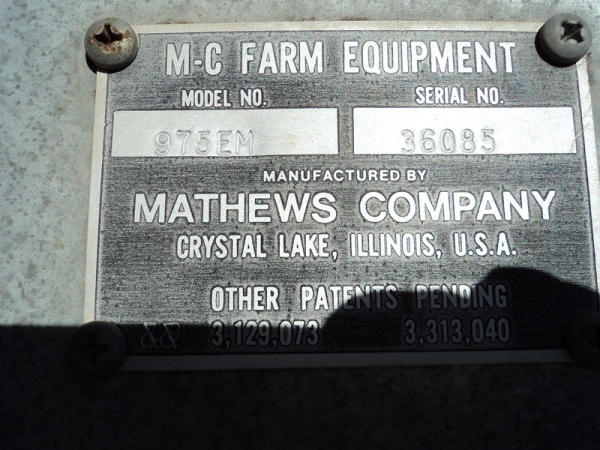 M-C FARM EQUIPMENT
MODEL NO. SERIAL NO.
975EM 36085
MANUFACTURED BY
MATHEWS COMPANY
CRYSTAL LAKE, ILLINOIS, U.S.A.
OTHER PATENTS PENDING
&& 3,129,073 3,313,040